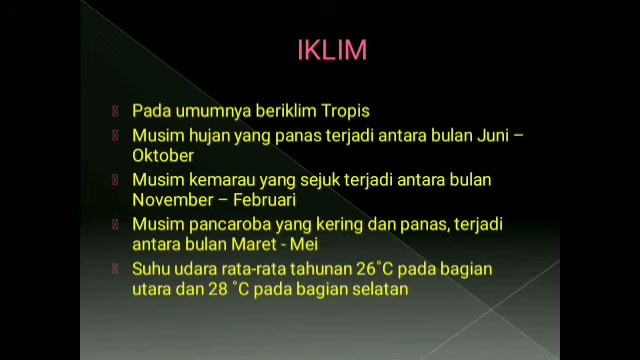 IKLIM
Pada umumnya beriklim Tropis
Musim hujan yang panas terjadi antara bulan Juni –
Oktober
Musim kemarau yang sejuk terjadi antara bulan
November – Februari
Musim pancaroba yang kering dan panas, terjadi
antara bulan Maret - Mei
Suhu udara rata-rata tahunan 26˚C pada bagian
utara dan 28 ˚C pada bagian selatan